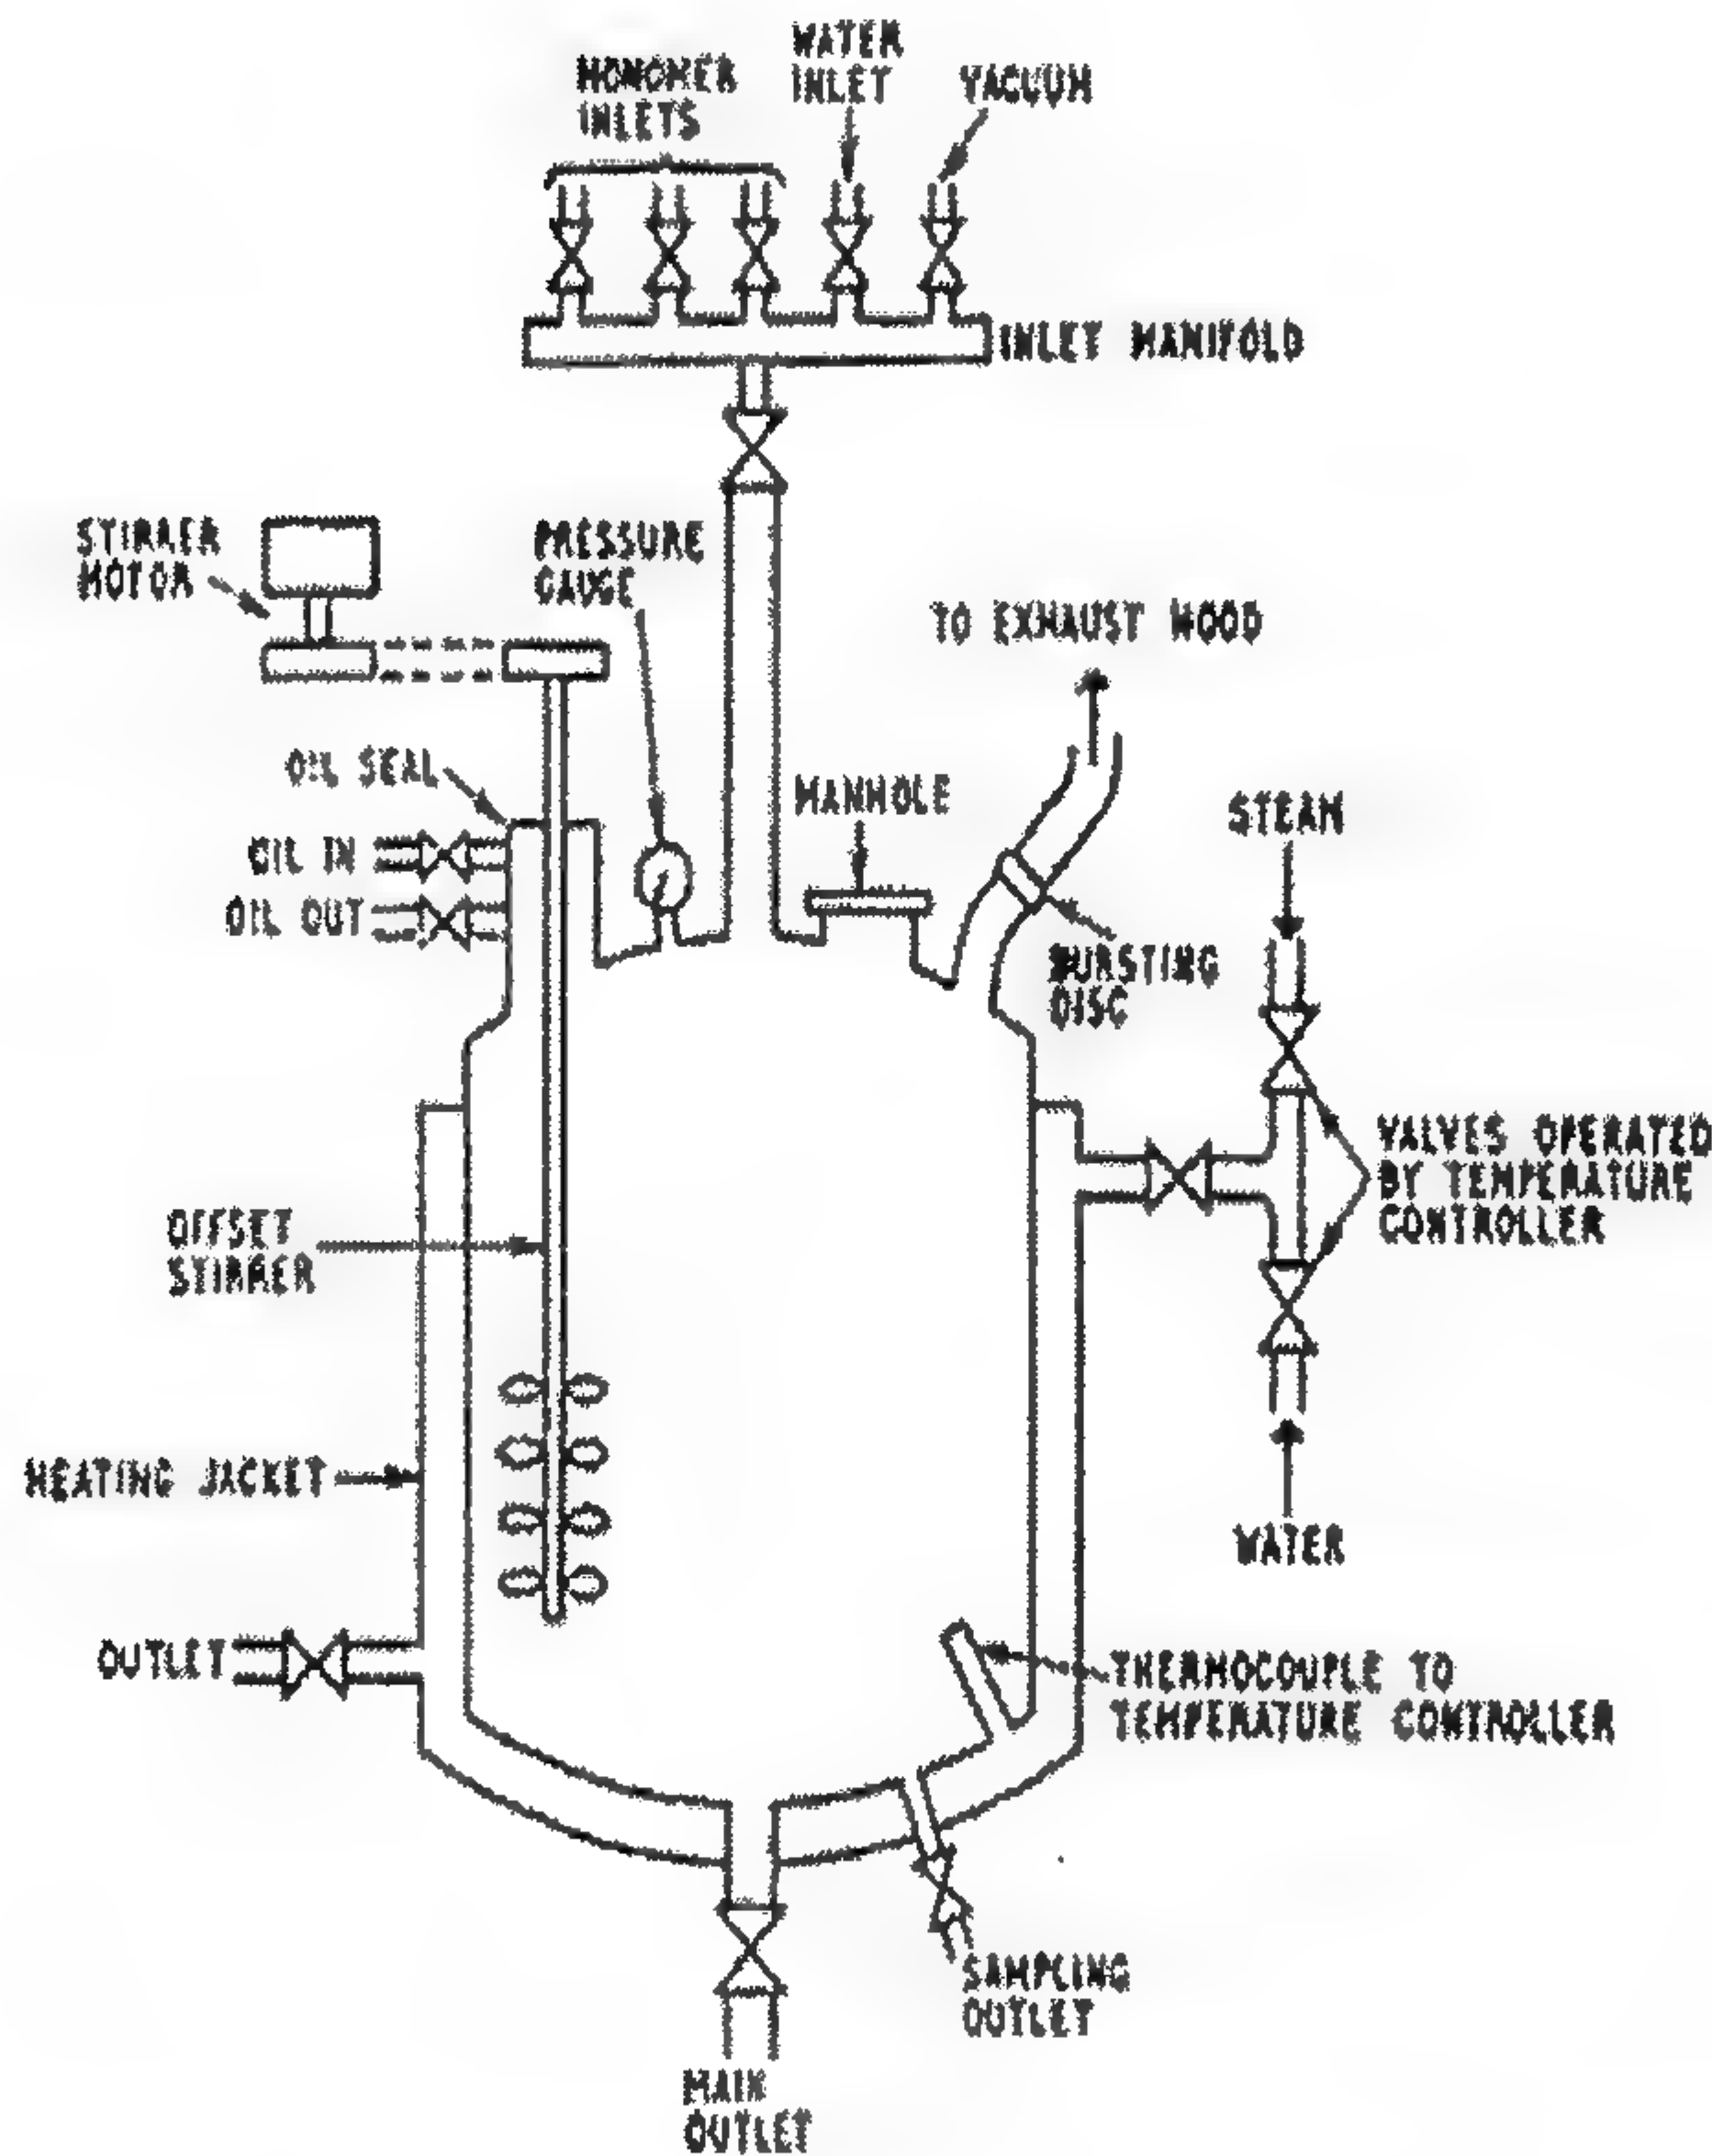 WATER
INLET
MONOMER
INLETS
VACUUM
INLET MANIFOLD
STIRRER
MOTOR
PRESSURE
GAUGE
TO EXHAUST HOOD
OIL SEAL
MANHOLE
STEAM
OIL IN
OIL OUT
BURSTING
DISC
VALVES OPERATED
BY TEMPERATURE
CONTROLLER
OFFSET
STIRRER
HEATING JACKET
WATER
OUTLET
THERMOCOUPLE TO
TEMPERATURE CONTROLLER
SAMPLING
OUTLET
MAIN
OUTLET